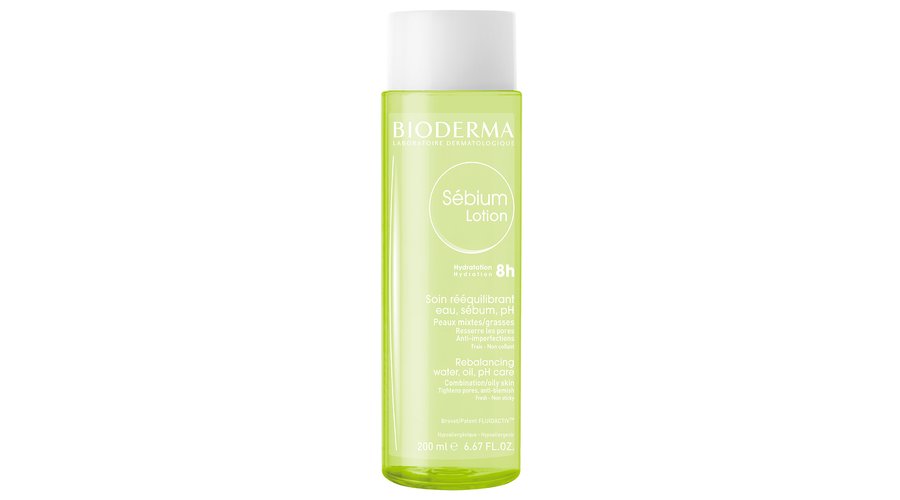 BIODERMA
LABORATOIRE DERMATOLOGIQUE
Sébium
Lotion
Hydratation
Hydration 8h
Soin rééquilibrant
eau, sébum, pH
Peaux mixtes/grasses
Resserre les pores
Anti-imperfections
Frais - Non collant
Rebalancing
water, oil, pH care
Combination/oily skin
Tightens pores, anti-blemish
Fresh - Non sticky
Brevet/Patent FLUIDACTIV™
Hypoallergénique - Hypoallergenic
200 ml e 6.67 FL.OZ.